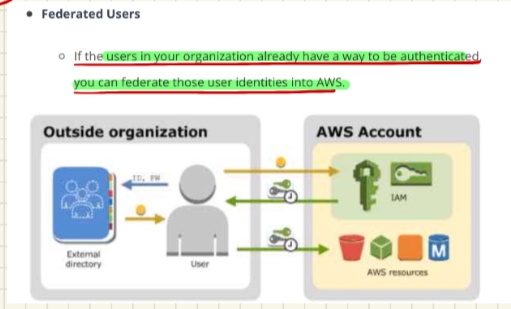 Federated Users
If the users in your organization already have a way to be authenticated,
you can federate those user identities into AWS.
Outside organization
AWS Account
ID, PW
IAM
External
directory
User
AWS resources
M